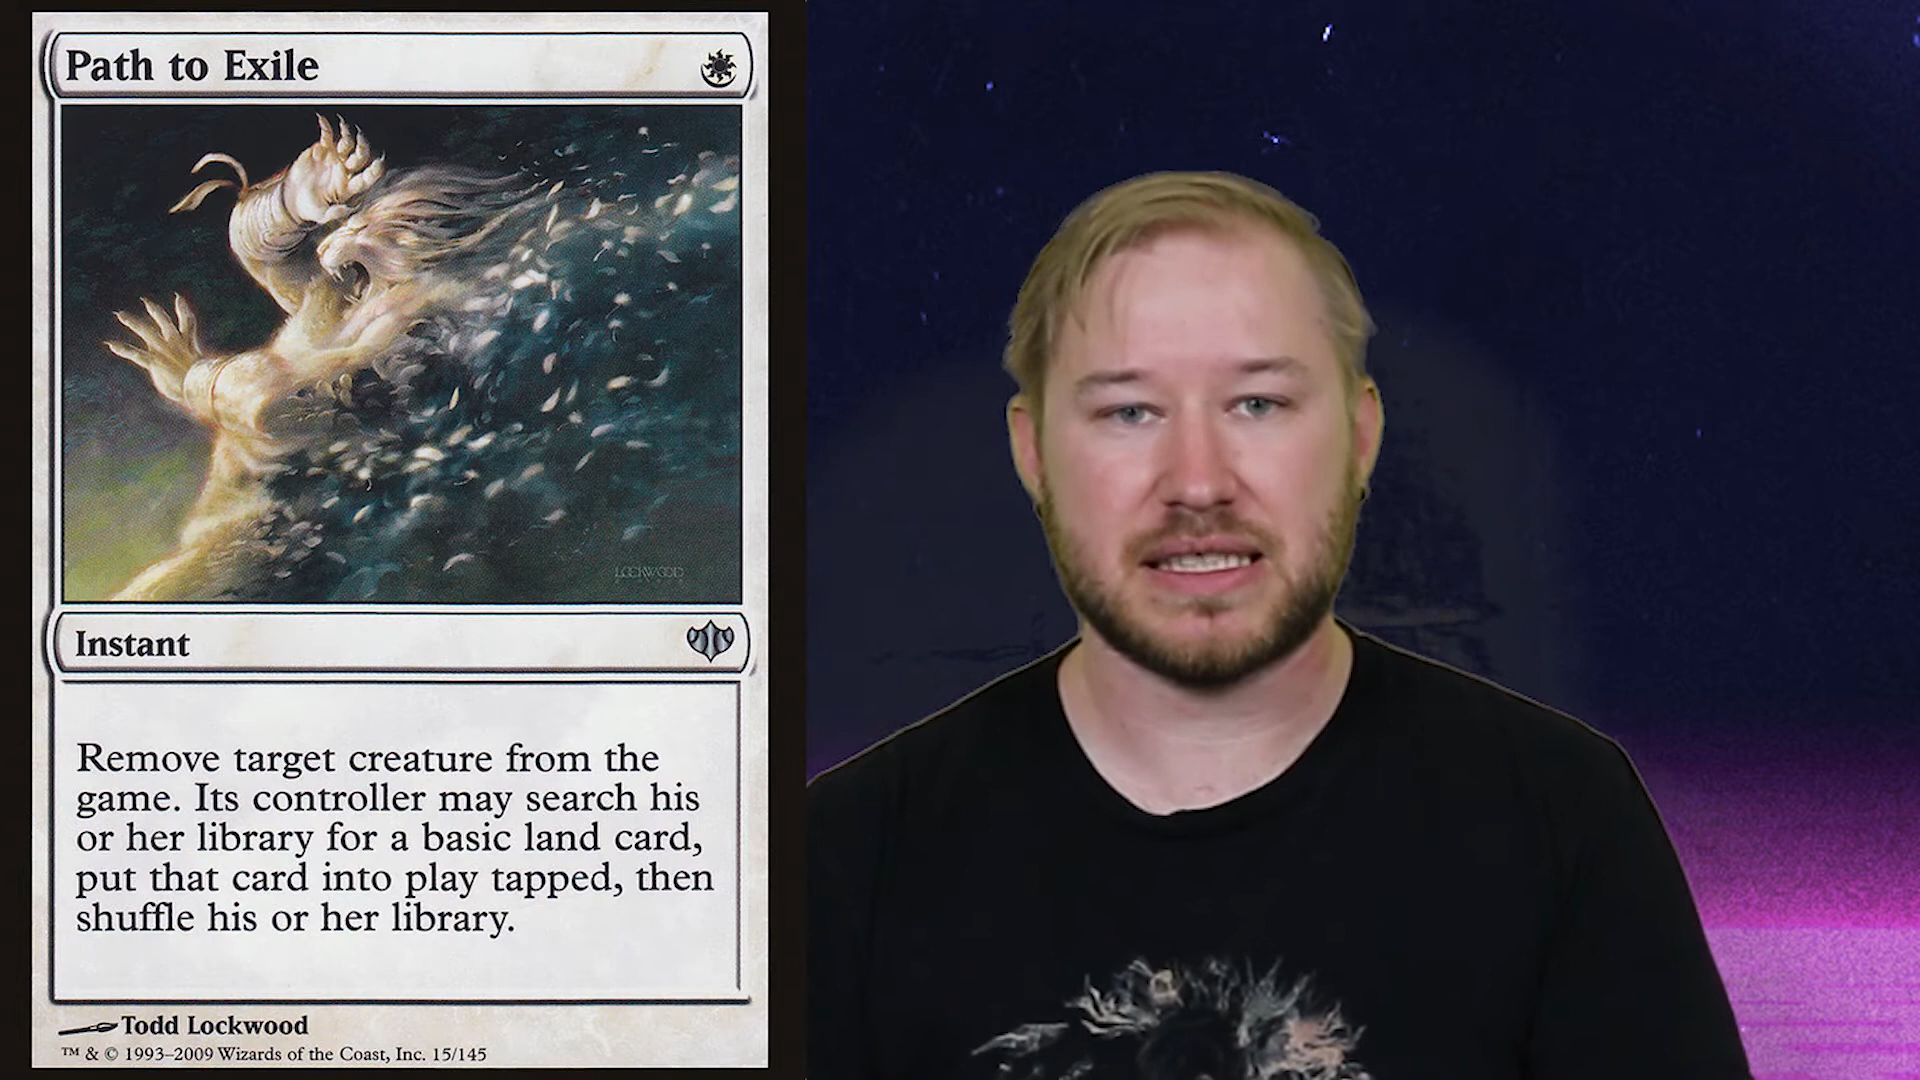 Path to Exile
LOCKWOOD
Instant
Remove target creature from the
game. Its controller may search his
or her library for a basic land card,
put that card into play tapped, then
shuffle his or her library.
Todd Lockwood
™ & © 1993–2009 Wizards of the Coast, Inc. 15/145